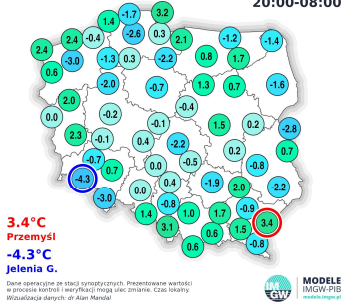 20:00-08:00
-1.7 3.2
1.4
-2.6 0.3
2.4 -0.4 2.1 -1.2 -1.4
2.4
-3.0 -1.3 0.3 -2.2 0.8 1.7
0.6
-2.0 -0.7 1.3 0.7 -1.6
2.0
-0.4
0.0 -0.2 -0.1 1.5 0.2 -2.8
2.3 -0.1 0.4 -2.2 0.2 0.7
-0.7 0.0 -0.5 -0.8
0.7
-4.3 0.0 0.4 -1.9 2.0 -2.2
-3.0
1.4 -0.8 1.0 1.7 -0.9
3.1 0.6 1.5 3.4
0.6 -0.8
3.4°C
Przemyśl
-4.3°C
Jelenia G.
Dane operacyjne ze stacji synoptycznych. Prezentowane wartości
w procesie kontroli i weryfikacji mogą ulec zmianie. Czas lokalny.
Wizualizacja danych: dr Alan Mandal
IM
GW
MODELE
IMGW-PIB
modele.imgw.pl